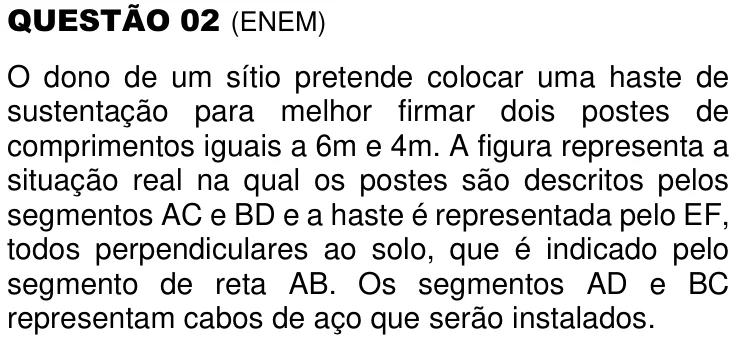 QUESTÃO 02 (ENEM)
O dono de um sítio pretende colocar uma haste de
sustentação para melhor firmar dois postes de
comprimentos iguais a 6m e 4m. A figura representa a
situação real na qual os postes são descritos pelos
segmentos AC e BD e a haste é representada pelo EF,
todos perpendiculares ao solo, que é indicado pelo
segmento de reta AB. Os segmentos AD e BC
representam cabos de aço que serão instalados.